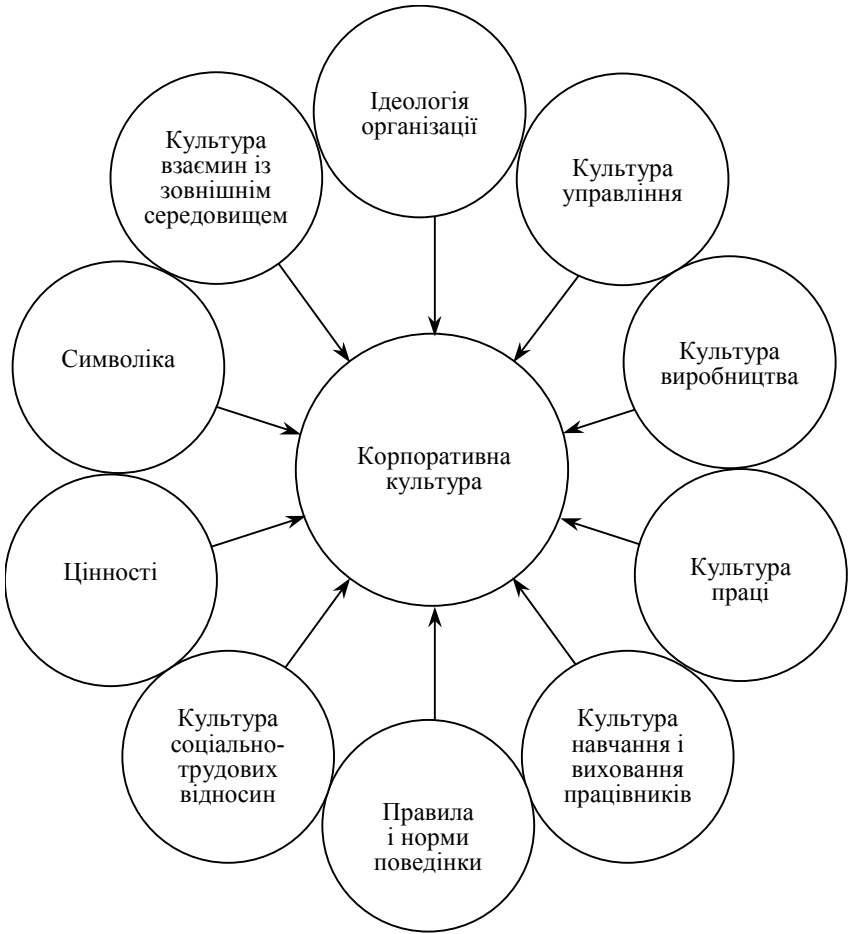 Ідеологія
організації
Культура
управління
Культура
виробництва
Культура
праці
Культура
навчання і
виховання
працівників
Правила
і норми
поведінки
Культура
соціально-
трудових
відносин
Цінності
Символіка
Культура
взаємин із
зовнішнім
середовищем
Корпоративна
культура